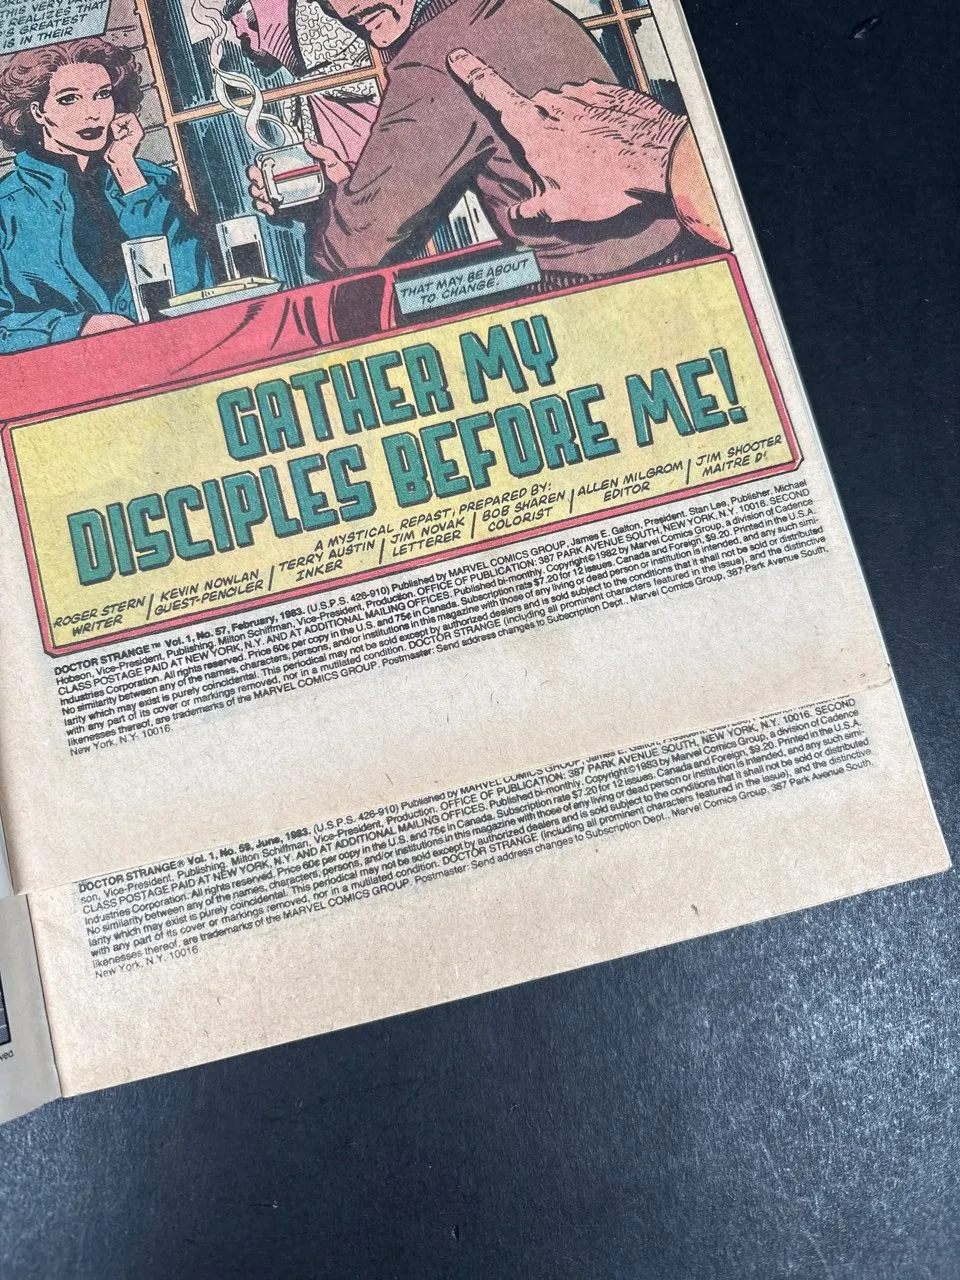 THIS VERY DAY
REALIZES THAT
'S GREATEST
IS IN THEIR
THAT MAY BE ABOUT
TO CHANGE.
GATHER MY
DISCIPLES BEFORE ME!
A MYSTICAL REPAST, PREPARED BY:
ROGER STERN WRITER
KEVIN NOWLAN GUEST-PENCILER
TERRY AUSTIN INKER
JIM NOVAK LETTERER
BOB SHAREN COLORIST
ALLEN MILGROM EDITOR
JIM SHOOTER MAITRE D'.
DOCTOR STRANGE™ Vol. 1, No. 57, February, 1983. (U.S.P.S. 426-910) Published by MARVEL COMICS GROUP, James E. Galton, President. Stan Lee, Publisher. Michael
Hobson, Vice-President, Publishing. Milton Schiffman, Vice-President, Production. OFFICE OF PUBLICATION: 387 PARK AVENUE SOUTH, NEW YORK, N.Y. 10016. SECOND
CLASS POSTAGE PAID AT NEW YORK, N.Y. AND AT ADDITIONAL MAILING OFFICES. Published bi-monthly. Copyright©1982 by Marvel Comics Group, a division of Cadence
Industries Corporation. All rights reserved. Price 60¢ per copy in the U.S. and 75¢ in Canada. Subscription rate $7.20 for 12 issues. Canada and Foreign, $9.20. Printed in the U.S.A.
No similarity between any of the names, characters, persons, and/or institutions in this magazine with those of any living or dead person or institution is intended, and any such simi-
larity which may exist is purely coincidental. This periodical may not be sold except by authorized dealers and is sold subject to the conditions that it shall not be sold or distributed
with any part of its cover or markings removed, nor in a mutilated condition. DOCTOR STRANGE (including all prominent characters featured in the issue), and the distinctive
likenesses thereof, are trademarks of the MARVEL COMICS GROUP. Postmaster: Send address changes to Subscription Dept., Marvel Comics Group, 387 Park Avenue South,
New York, N.Y. 10016.
DOCTOR STRANGE® Vol. 1, No. 58, June, 1983. (U.S.P.S. 426-910) Published by MARVEL COMICS GROUP, James E. Galton, President.
son, Vice-President, Publishing. Milton Schiffman, Vice-President, Production. OFFICE OF PUBLICATION: 387 PARK AVENUE SOUTH, NEW YORK, N.Y. 10016. SECOND
CLASS POSTAGE PAID AT NEW YORK, N.Y. AND AT ADDITIONAL MAILING OFFICES. Published bi-monthly. Copyright©1983 by Marvel Comics Group, a division of Cadence
Industries Corporation. All rights reserved. Price 60¢ per copy in the U.S. and 75¢ in Canada. Subscription rate $7.20 for 12 issues. Canada and Foreign, $9.20. Printed in the U.S.A.
No similarity between any of the names, characters, persons, and/or institutions in this magazine with those of any living or dead person or institution is intended, and any such simi-
larity which may exist is purely coincidental. This periodical may not be sold except by authorized dealers and is sold subject to the conditions that it shall not be sold or distributed
with any part of its cover or markings removed, nor in a mutilated condition. DOCTOR STRANGE (including all prominent characters featured in the issue), and the distinctive
likenesses thereof, are trademarks of the MARVEL COMICS GROUP. Postmaster: Send address changes to Subscription Dept., Marvel Comics Group, 387 Park Avenue South,
New York, N.Y. 10016.
ved